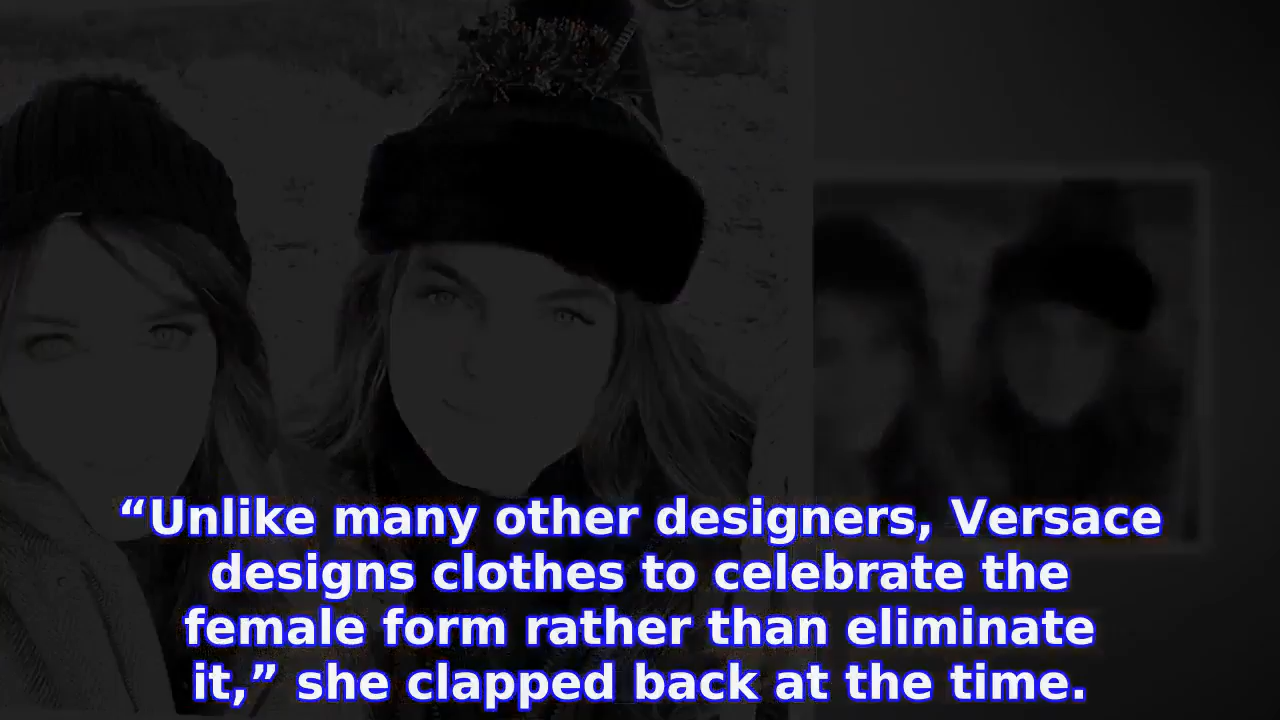 “Unlike many other designers, Versace
designs clothes to celebrate the
female form rather than eliminate
it,” she clapped back at the time.